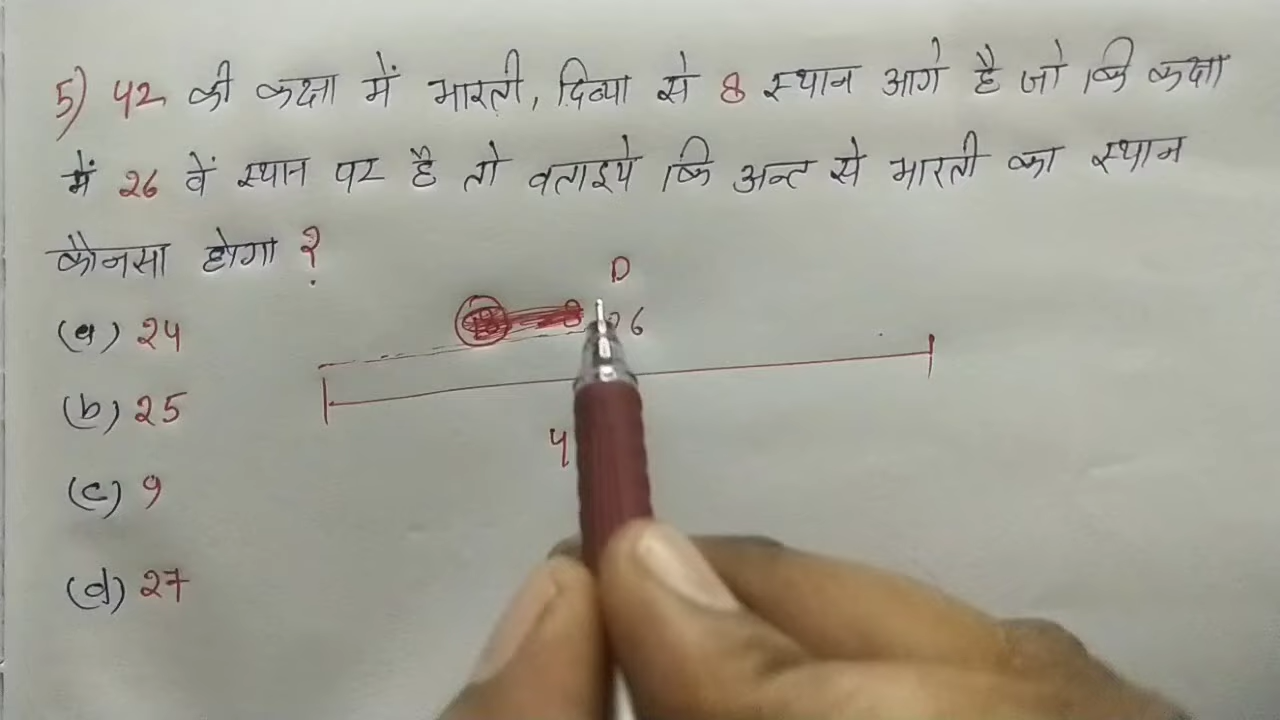 5) 42 की कक्षा में भारती, दिव्या से 8 स्थान आगे है जो कि कक्षा
में 26 वें स्थान पर है तो बताइये कि अन्त से भारती का स्थान
कौनसा होगा ?
D
26
(a) 24
(b) 25
4
(c) 9
(d) 27